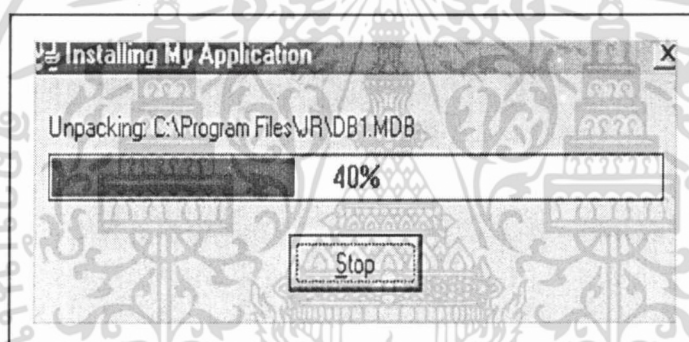 Installing My Application
X
Unpacking: C:\Program Files\JR\DB1.MDB
40%
Stop